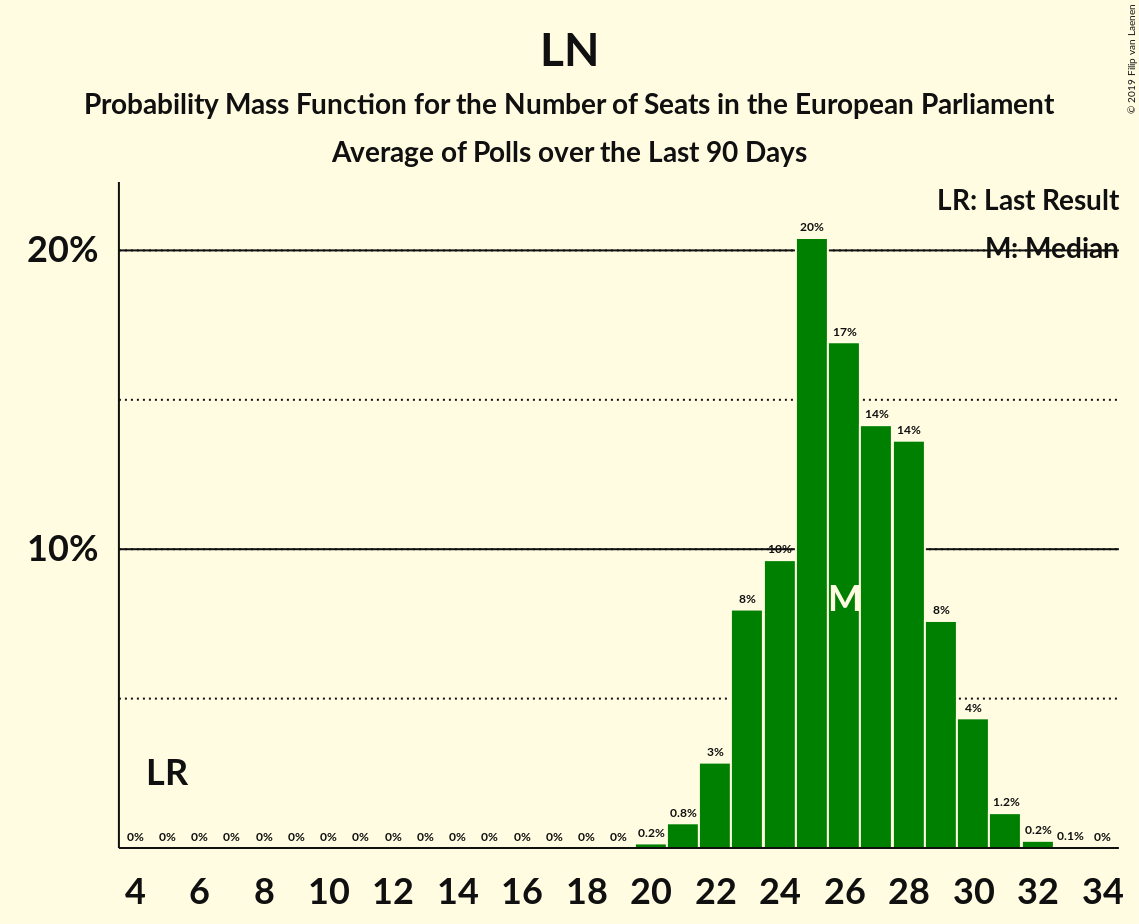 LN
Probability Mass Function for the Number of Seats in the European Parliament
Average of Polls over the Last 90 Days
© 2019 Filip van Laenen
LR: Last Result
M: Median
20%
10%
20%
17%
14%
14%
10%
8%
8%
M
4%
3%
LR
0% 0% 0% 0% 0% 0% 0% 0% 0% 0% 0% 0% 0% 0% 0% 0% 0.2% 0.8% 1.2% 0.2% 0.1% 0%
4 6 8 10 12 14 16 18 20 22 24 26 28 30 32 34